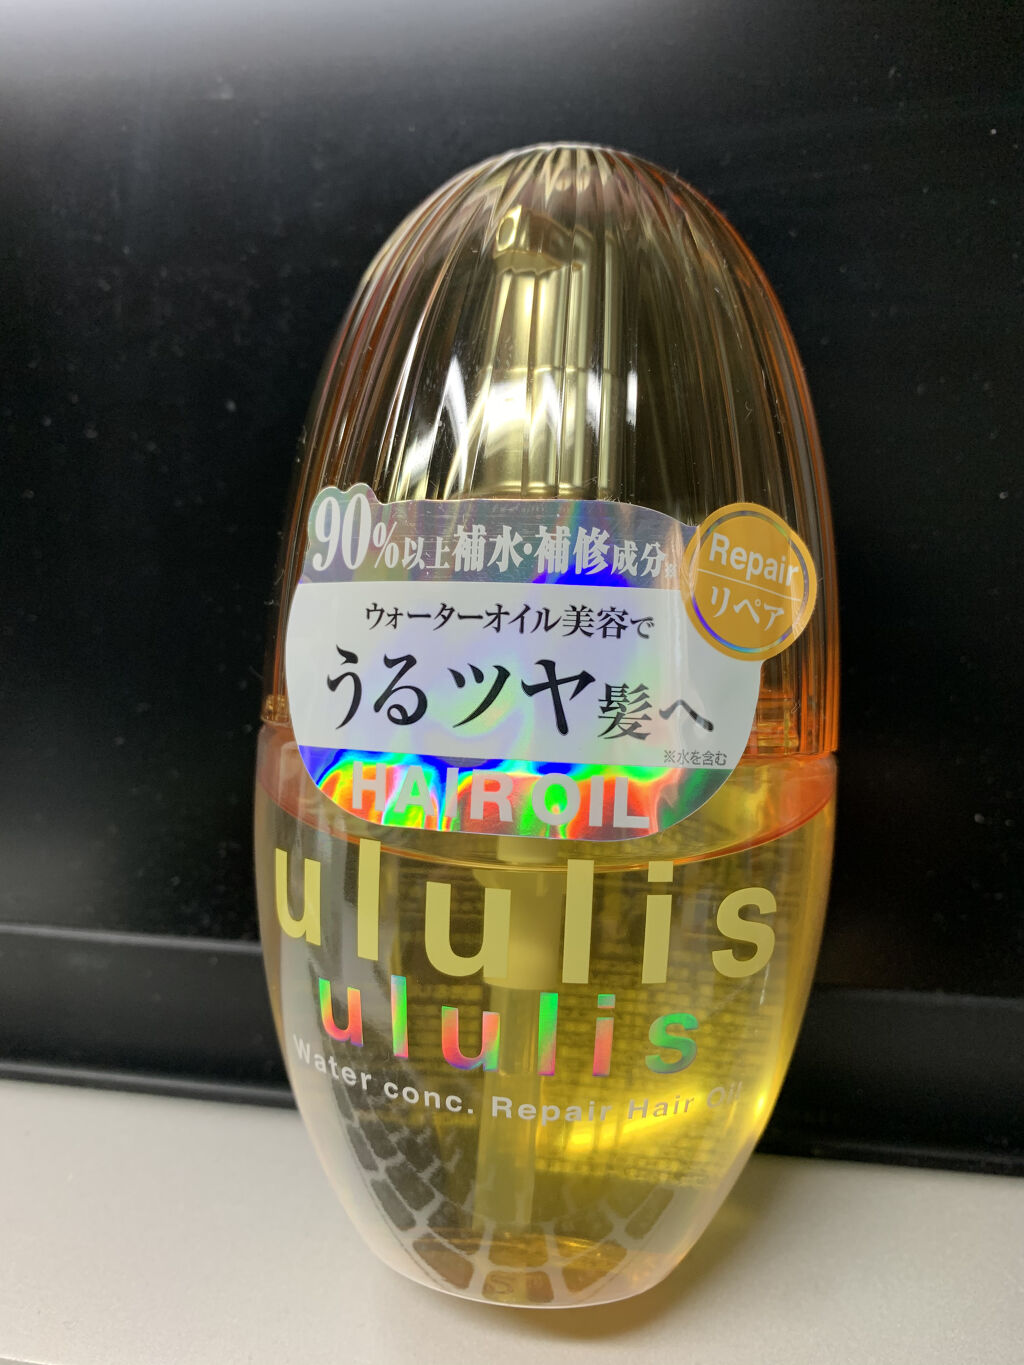 90%以上補水・補修成分※
Repair
リペア
ウォーターオイル美容で
うるツヤ髪へ
※水を含む
HAIR OIL
ululis
ululis
Water conc. Repair Hair Oil